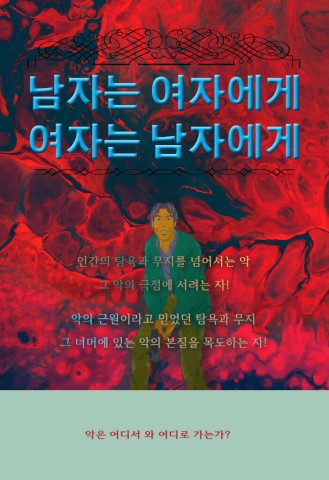 남자는 여자에게
여자는 남자에게
인간의 탐욕과 무지를 넘어서는 악
그 악의 극점에 서려는 자!
악의 근원이라고 믿었던 탐욕과 무지
그 너머에 있는 악의 본질을 목도하는 자!
악은 어디서 와 어디로 가는가?